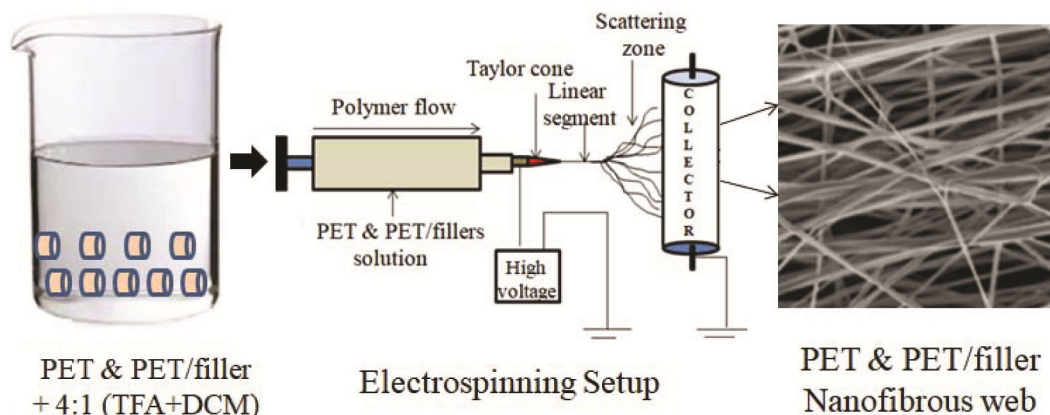 Scattering
zone
Taylor cone
Linear
segment
Polymer flow
COLLECTOR
PET & PET/fillers
solution
High
voltage
PET & PET/filler
+ 4:1 (TFA+DCM)
Electrospinning Setup
PET & PET/filler
Nanofibrous web